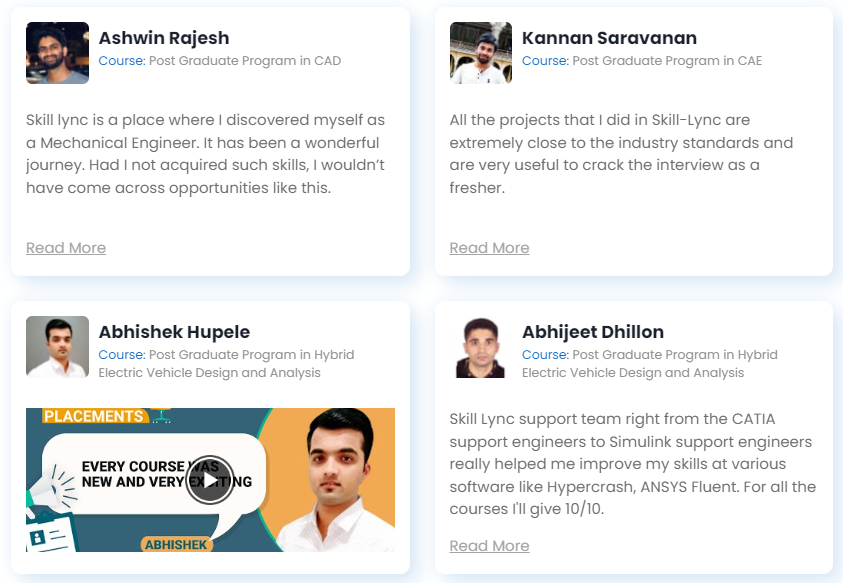 Ashwin Rajesh
Course: Post Graduate Program in CAD
Skill lync is a place where I discovered myself as
a Mechanical Engineer. It has been a wonderful
journey. Had I not acquired such skills, I wouldn't
have come across opportunities like this.
Read More
Kannan Saravanan
Course: Post Graduate Program in CAE
All the projects that I did in Skill-Lync are
extremely close to the industry standards and
are very useful to crack the interview as a
fresher.
Read More
Abhishek Hupele
Course: Post Graduate Program in Hybrid
Electric Vehicle Design and Analysis
PLACEMENTS
EVERY COURSE WAS
NEW AND VERY EXCITING
ABHISHEK
Abhijeet Dhillon
Course: Post Graduate Program in Hybrid
Electric Vehicle Design and Analysis
Skill Lync support team right from the CATIA
support engineers to Simulink support engineers
really helped me improve my skills at various
software like Hypercrash, ANSYS Fluent. For all the
courses I'll give 10/10.
Read More